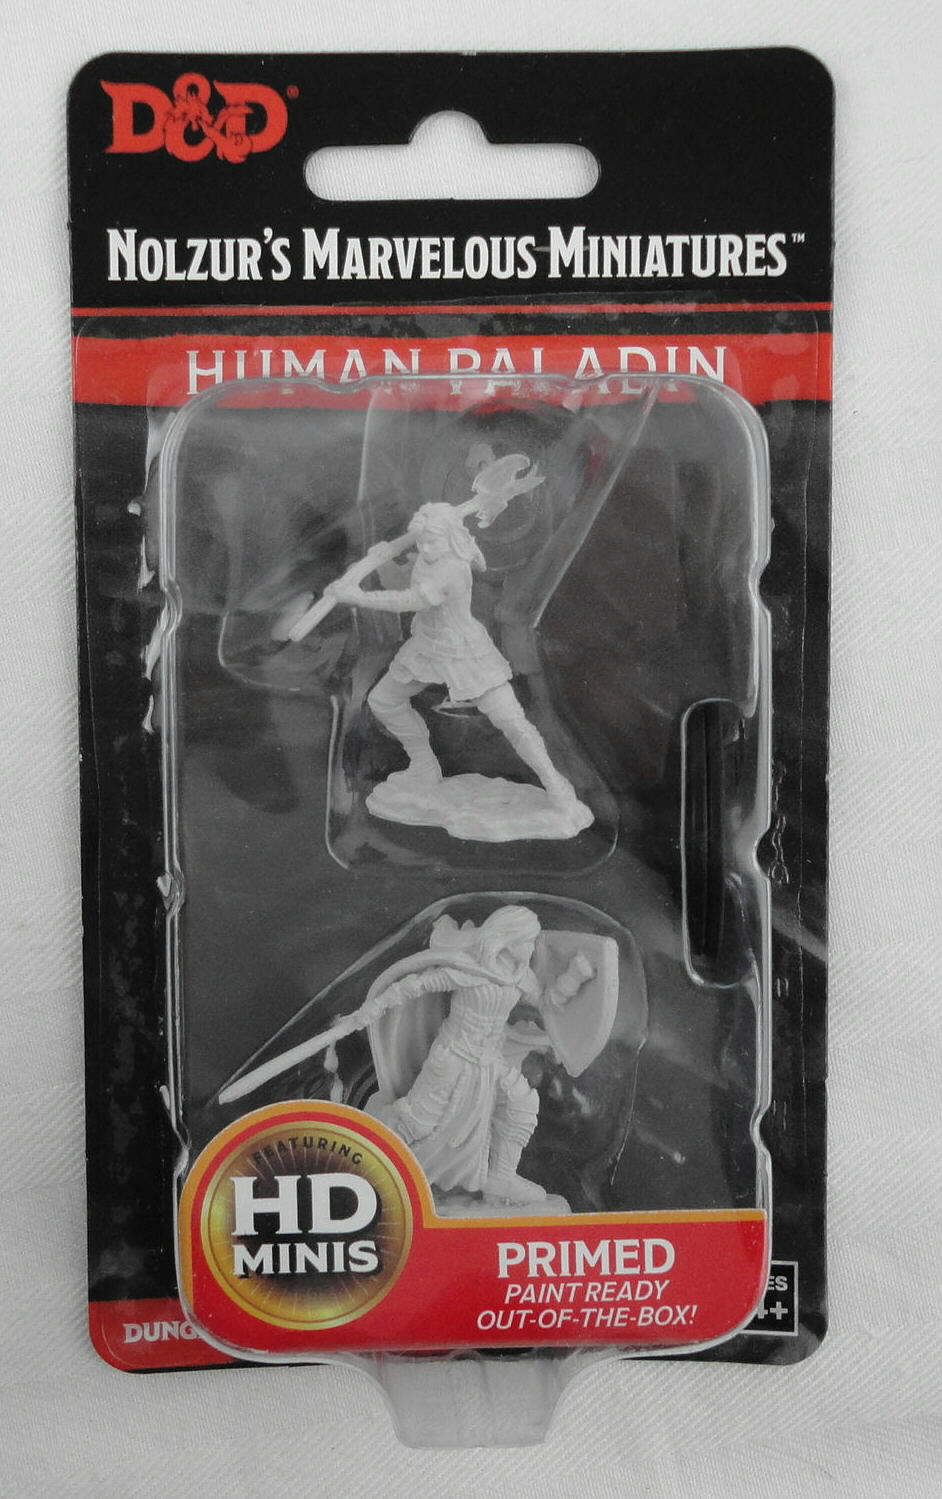 D&D®
NOLZUR'S MARVELOUS MINIATURES™
HUMAN PALADIN
FEATURING
HD
MINIS
PRIMED
PAINT READY
OUT-OF-THE-BOX!